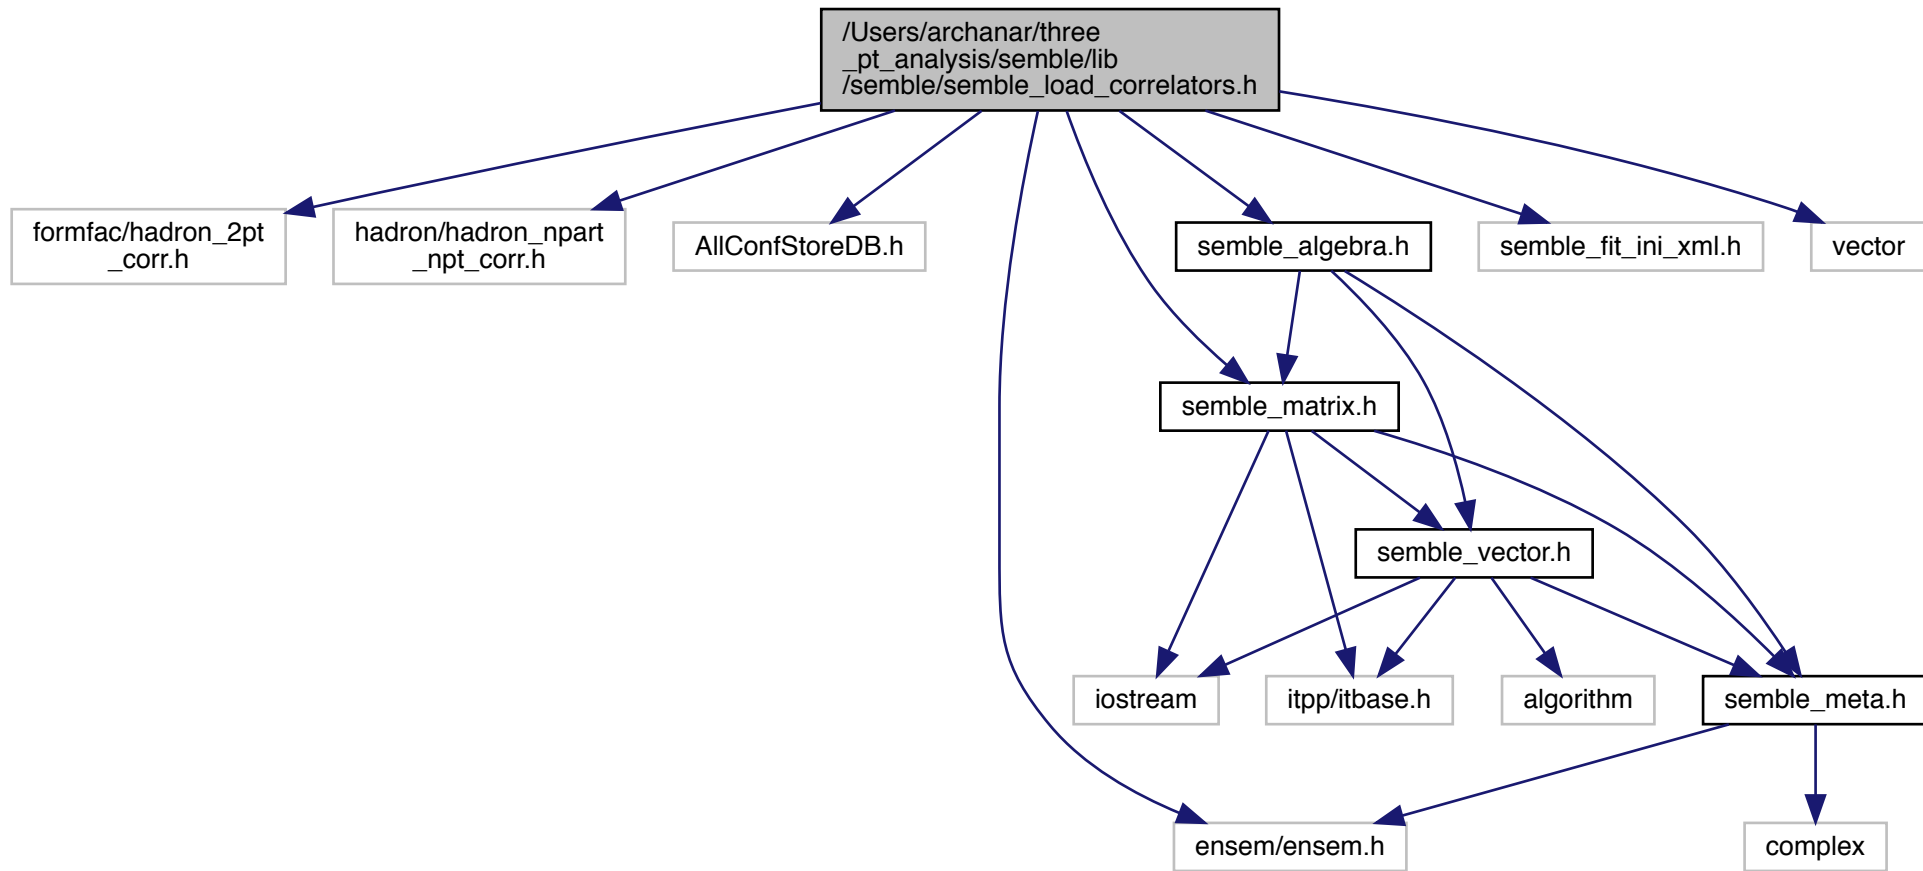 /Users/archanar/three
_pt_analysis/semble/lib
/semble/semble_load_correlators.h
formfac/hadron_2pt
_corr.h
hadron/hadron_npart
_npt_corr.h
AllConfStoreDB.h
semble_algebra.h
semble_fit_ini_xml.h
vector
semble_matrix.h
semble_vector.h
iostream
itpp/itbase.h
algorithm
semble_meta.h
ensem/ensem.h
complex